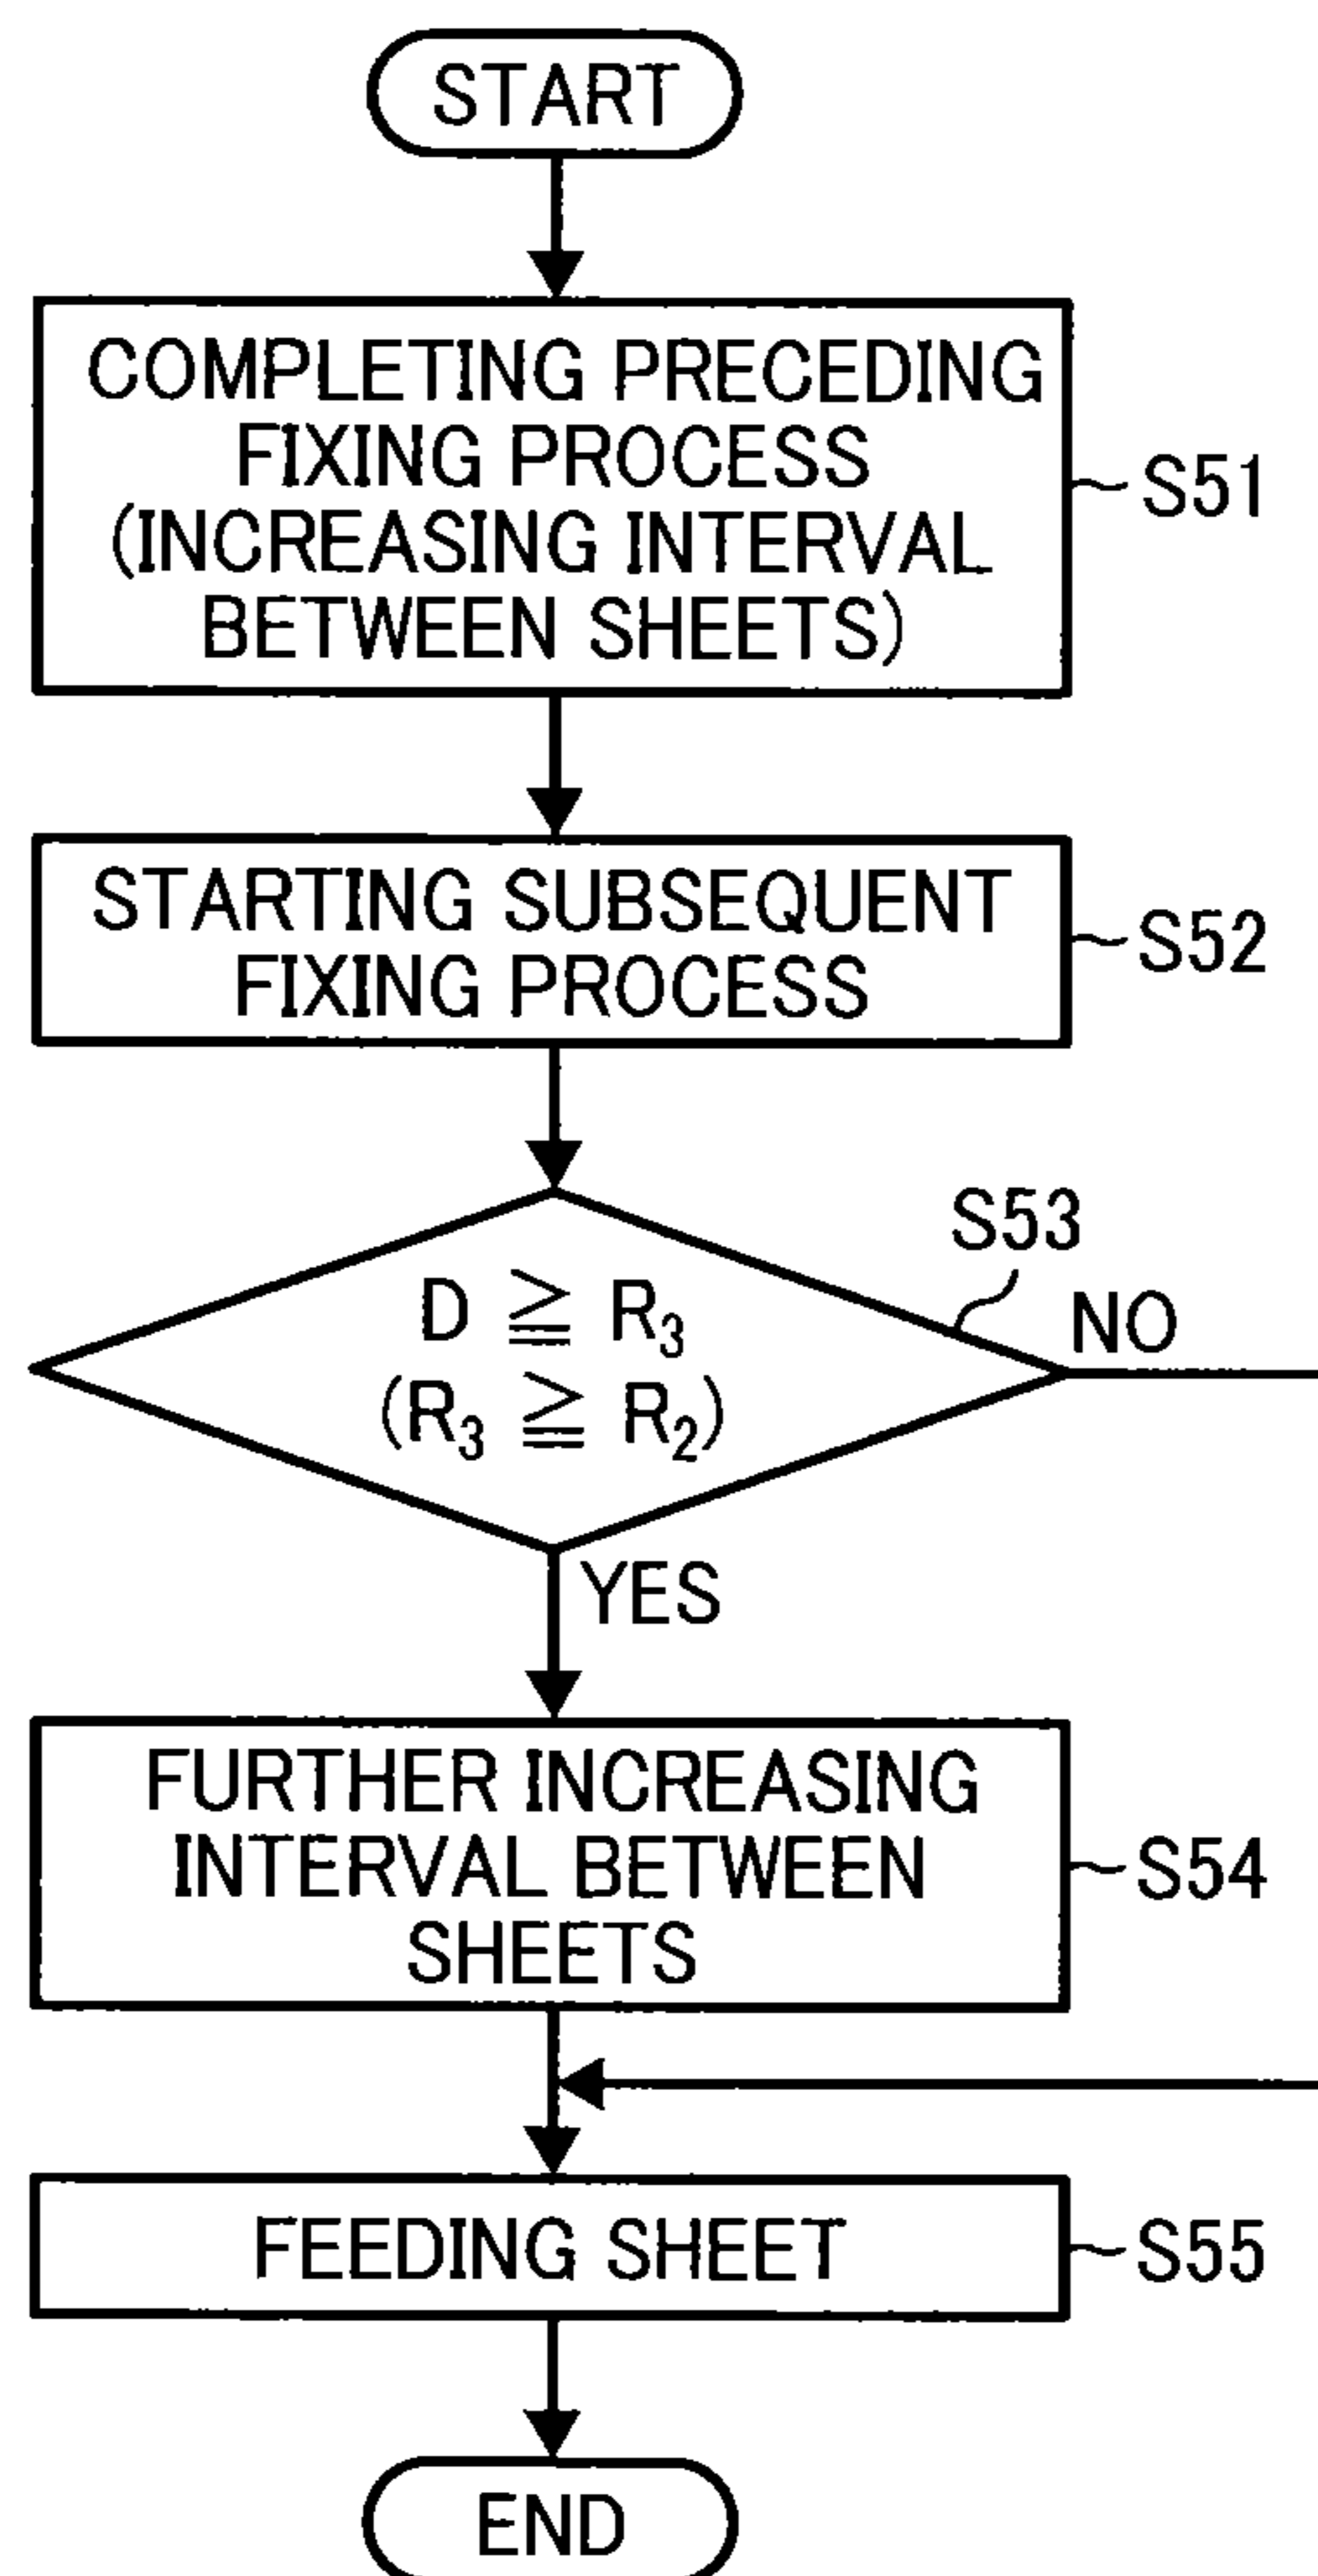 START
COMPLETING PRECEDING
FIXING PROCESS
(INCREASING INTERVAL
BETWEEN SHEETS)
S51
STARTING SUBSEQUENT
FIXING PROCESS
S52
S53
D ≧ R₃
(R₃ ≧ R₂)
NO
YES
FURTHER INCREASING
INTERVAL BETWEEN
SHEETS
S54
FEEDING SHEET
S55
END